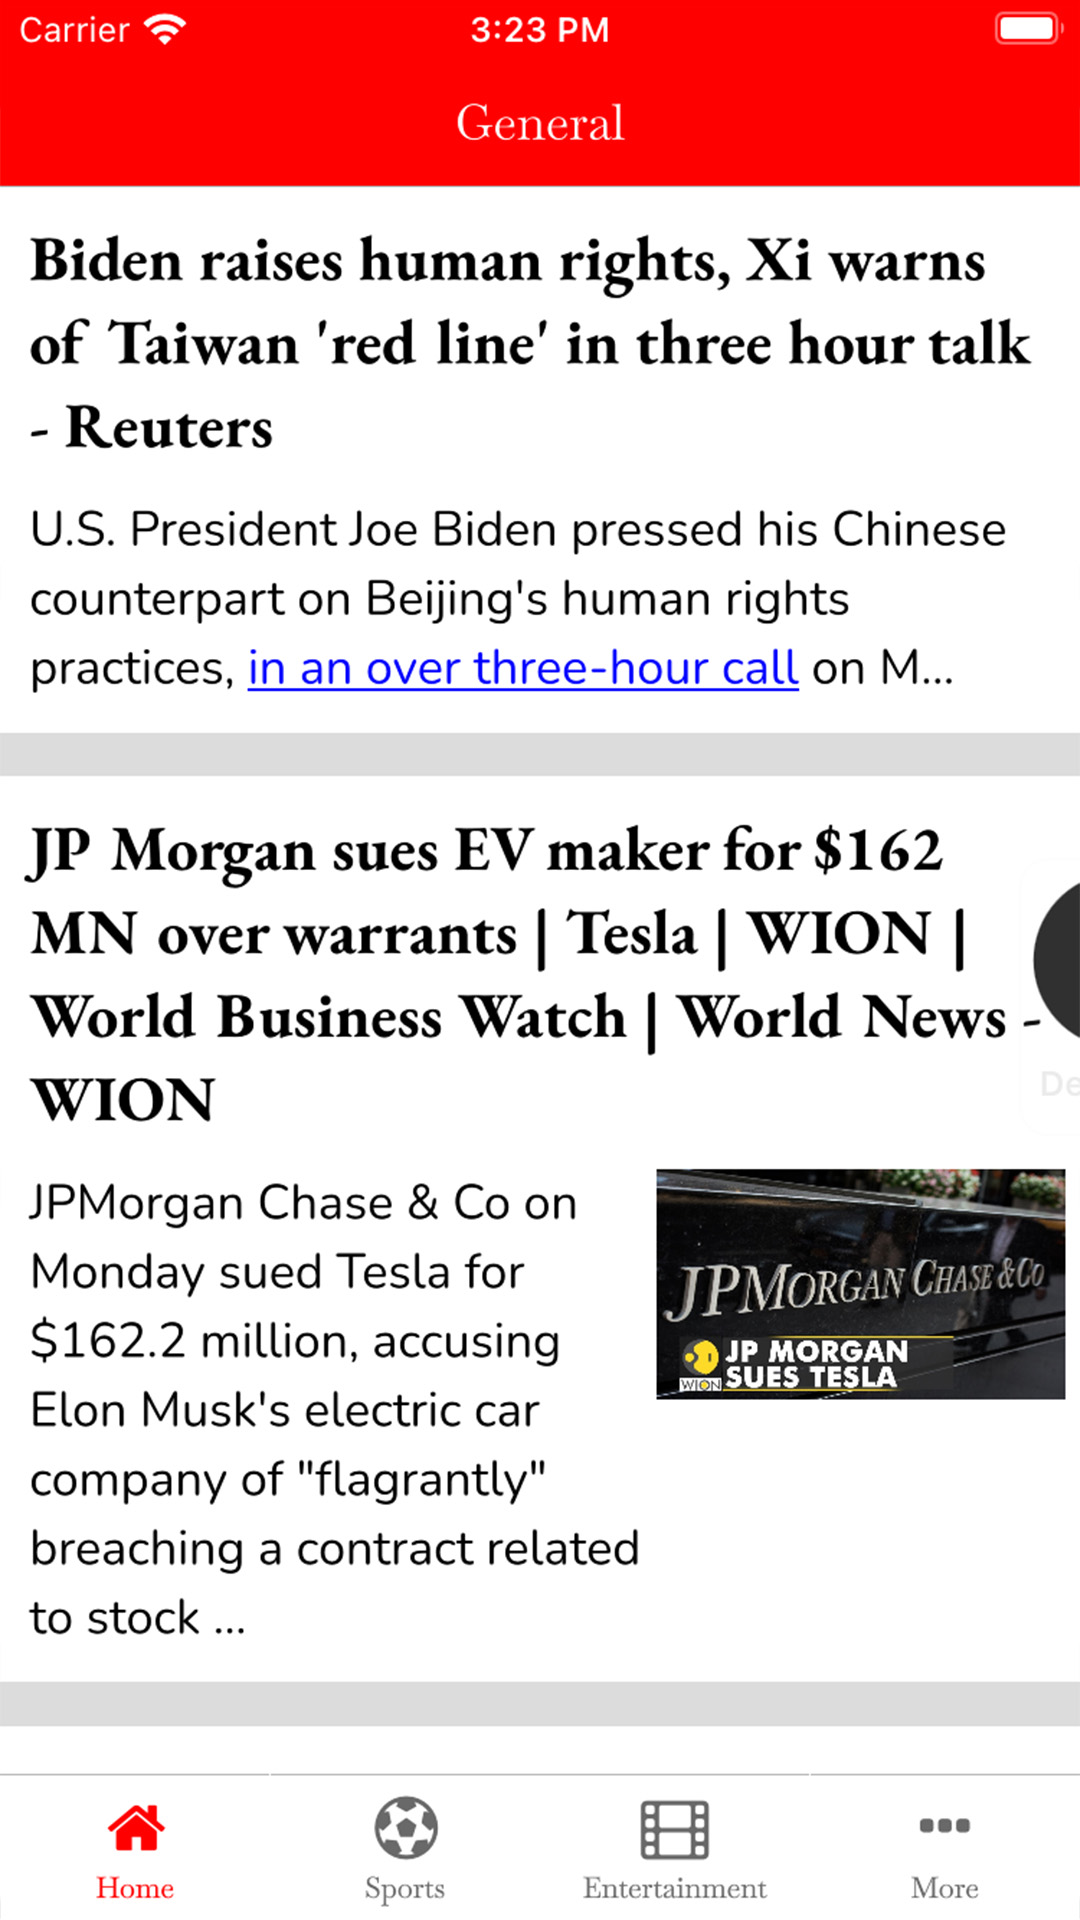 Carrier 3:23 PM
General
Biden raises human rights, Xi warns
of Taiwan 'red line' in three hour talk
- Reuters
U.S. President Joe Biden pressed his Chinese
counterpart on Beijing's human rights
practices, in an over three-hour call on M...
JP Morgan sues EV maker for $162
MN over warrants | Tesla | WION |
World Business Watch | World News -
WION
De
JPMorgan Chase & Co on
Monday sued Tesla for
$162.2 million, accusing
Elon Musk's electric car
company of "flagrantly"
breaching a contract related
to stock ...
JPMORGAN CHASE & CO
WION
JP MORGAN
SUES TESLA
Home Sports Entertainment More